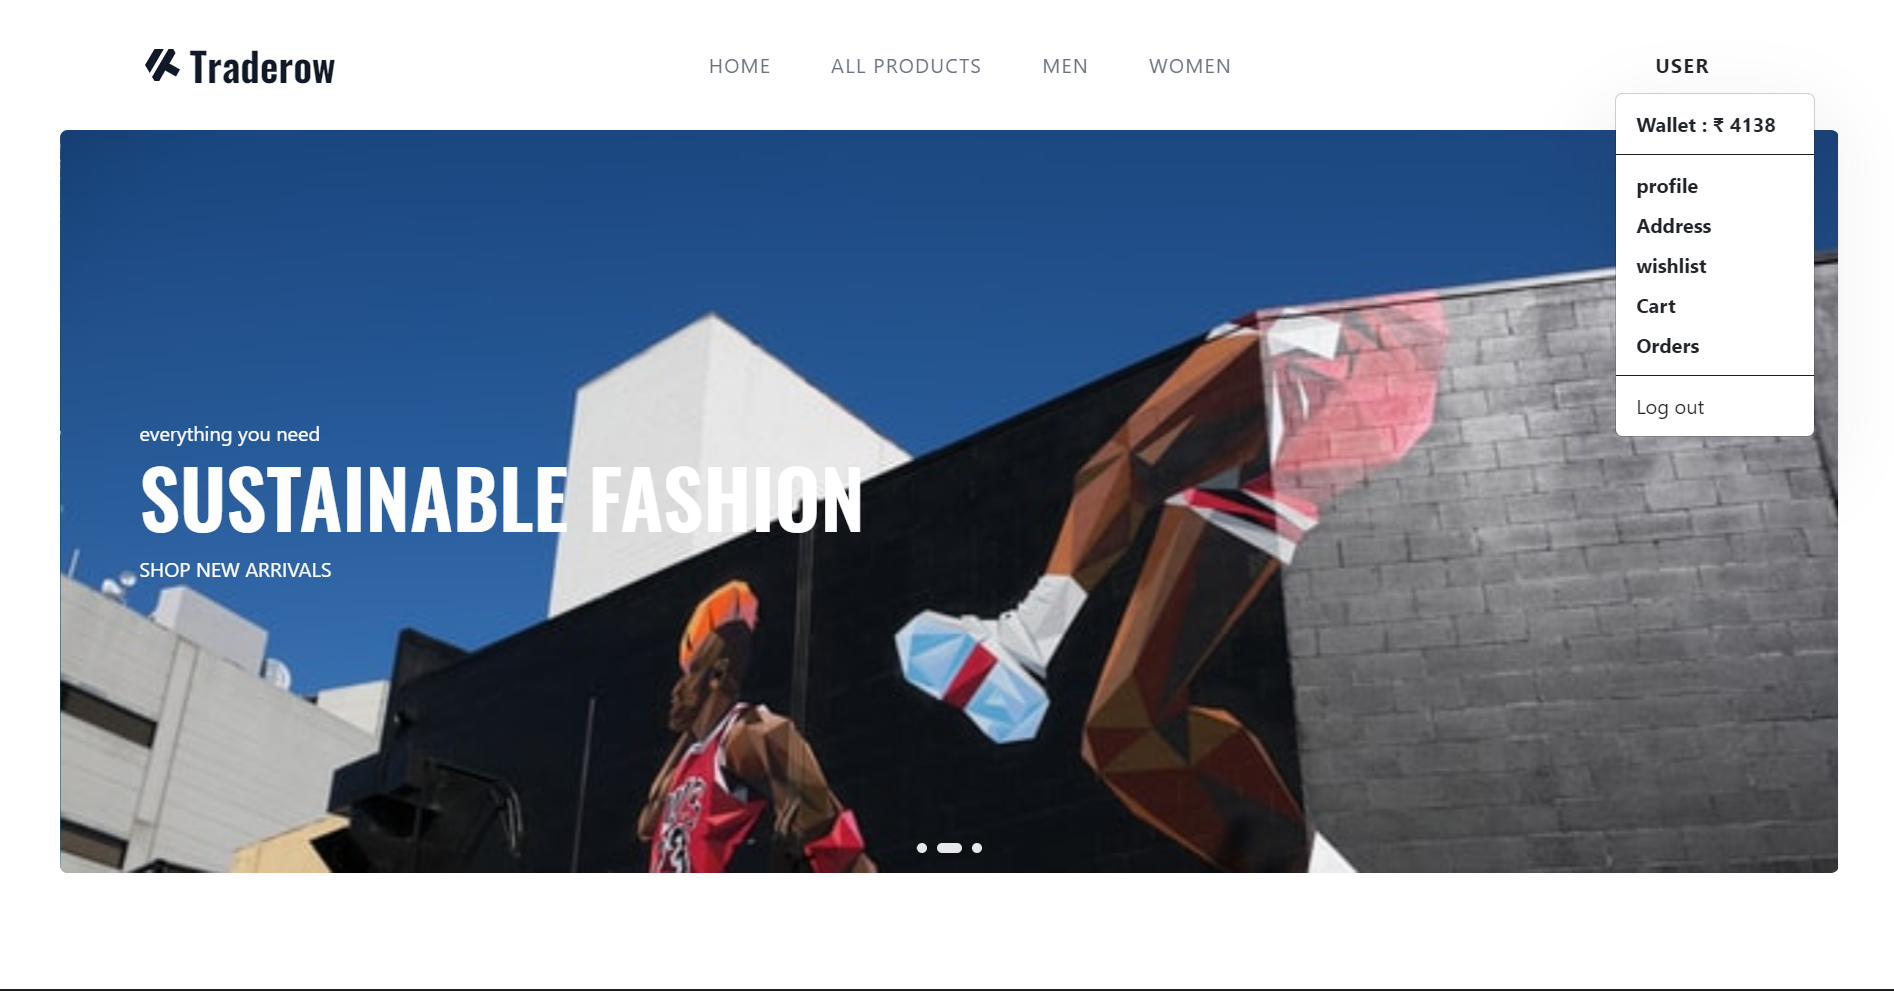 Traderow
HOME
ALL PRODUCTS
MEN
WOMEN
USER
Wallet : ₹ 4138
profile
Address
wishlist
Cart
Orders
Log out
everything you need
SUSTAINABLE FASHION
SHOP NEW ARRIVALS